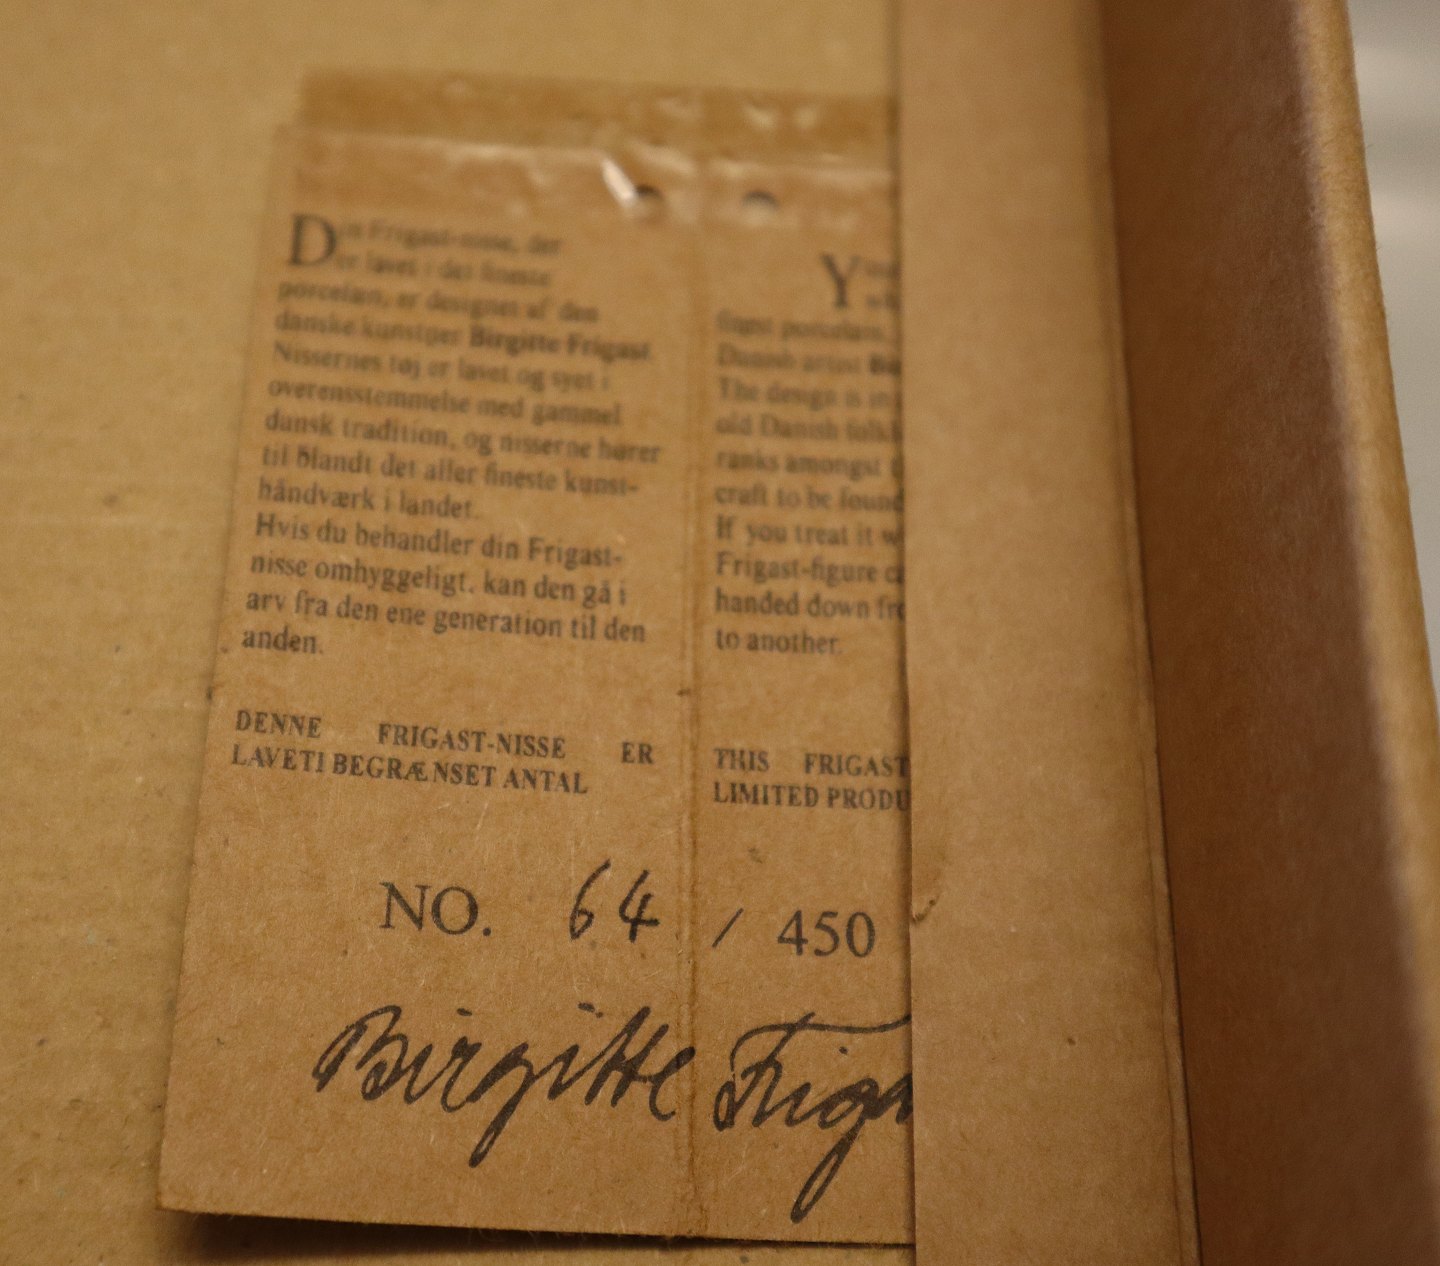 Din Frigast-nisse, der
er lavet i det fineste
porcelæn, er designet af den
danske kunstner Birgitte Frigast.
Nissernes tøj er lavet og syet i
overensstemmelse med gammel
dansk tradition, og nisserne hører
til blandt det aller fineste kunst-
håndværk i landet.
Hvis du behandler din Frigast-
nisse omhyggeligt, kan den gå i
arv fra den ene generation til den
anden.
DENNE FRIGAST-NISSE ER
LAVET I BEGRÆNSET ANTAL
finest porcelain,
Danish artist
The design is in
old Danish
ranks amongst
craft to be found
If you treat it
Frigast-figure
handed down
to another.
THIS FRIGAST
LIMITED PRODU
NO. 64 / 450
Birgitte Friga